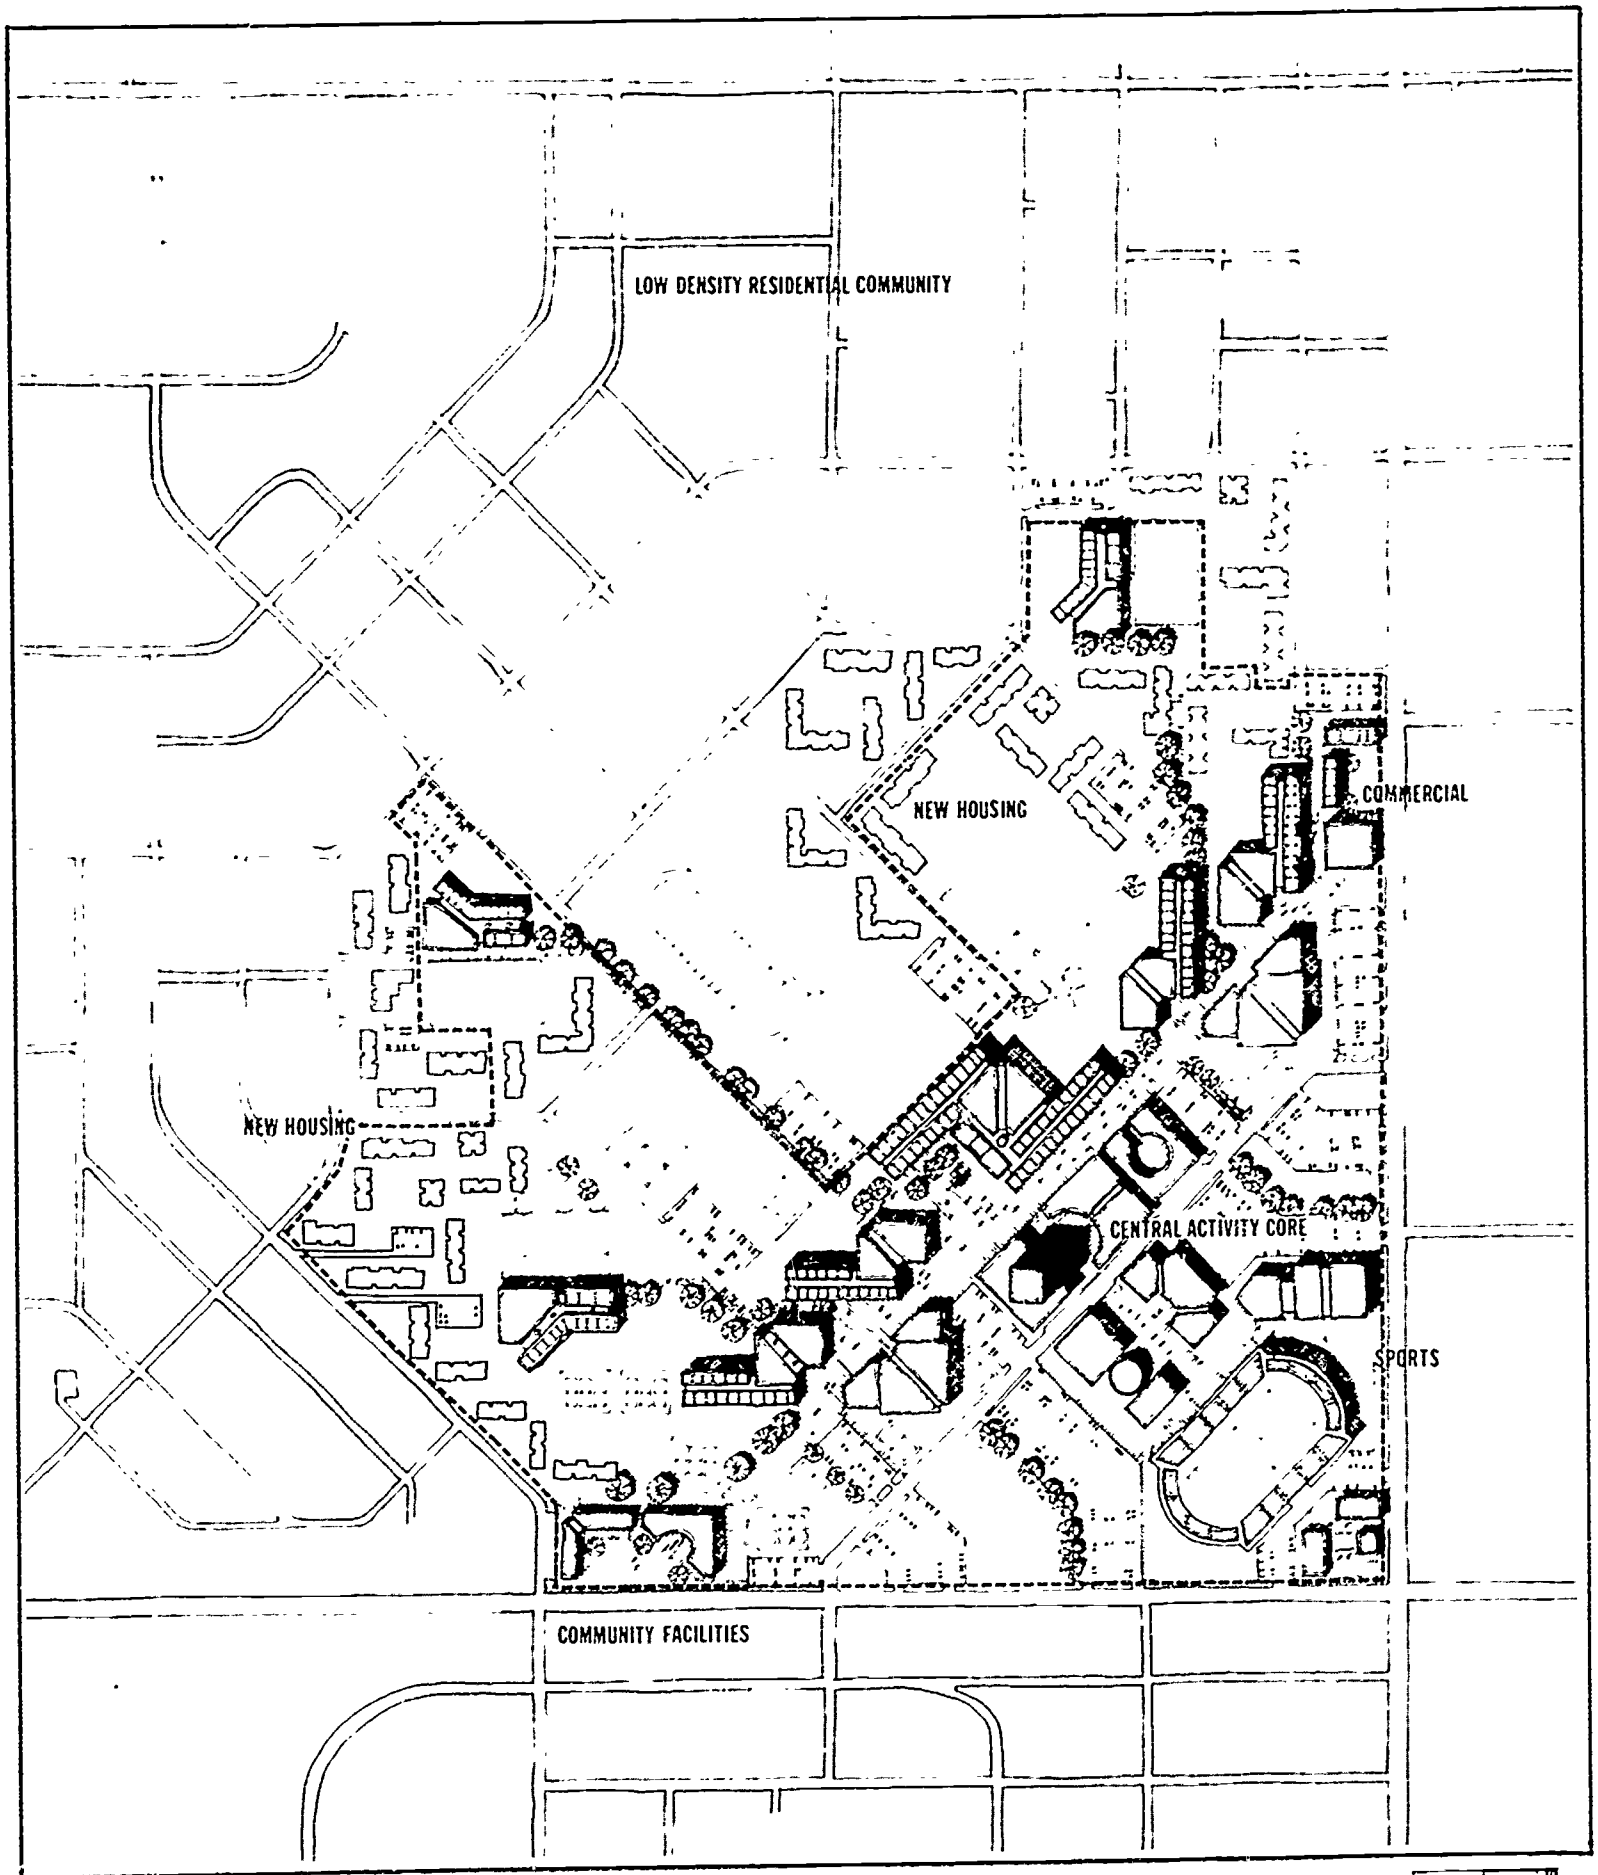 LOW DENSITY RESIDENTIAL COMMUNITY
COMMERCIAL
NEW HOUSING
NEW HOUSING
CENTRAL ACTIVITY CORE
SPORTS
COMMUNITY FACILITIES